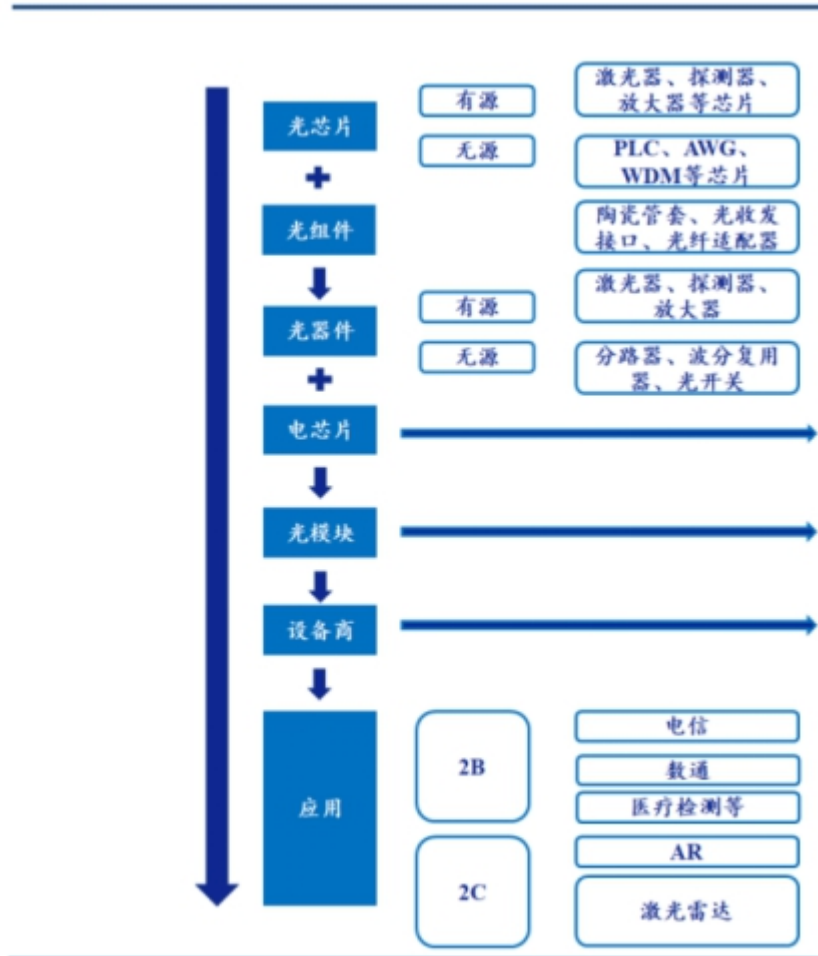 光芯片
有源
激光器、探测器、
放大器等芯片
无源
PLC、AWG、
WDM等芯片
光组件
陶瓷管套、光收发
接口、光纤适配器
光器件
有源
激光器、探测器、
放大器
无源
分路器、波分复用
器、光开关
电芯片
光模块
设备商
应用
2B
电信
数通
医疗检测等
2C
AR
激光雷达